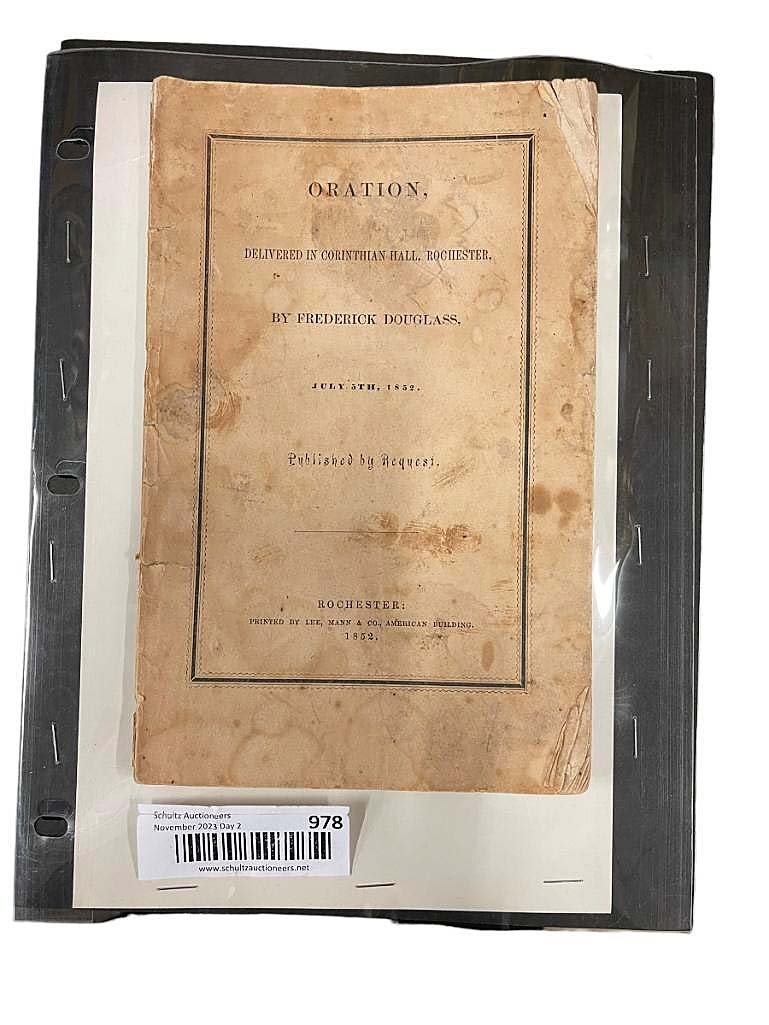 ORATION,
DELIVERED IN CORINTHIAN HALL, ROCHESTER,
BY FREDERICK DOUGLASS,
JULY 5TH, 1852.
Published by Request.
ROCHESTER:
PRINTED BY LEE, MANN & CO., AMERICAN BUILDING.
1852.
Schultz Auctioneers
November 2023 Day 2
978
www.schultzauctioneers.net